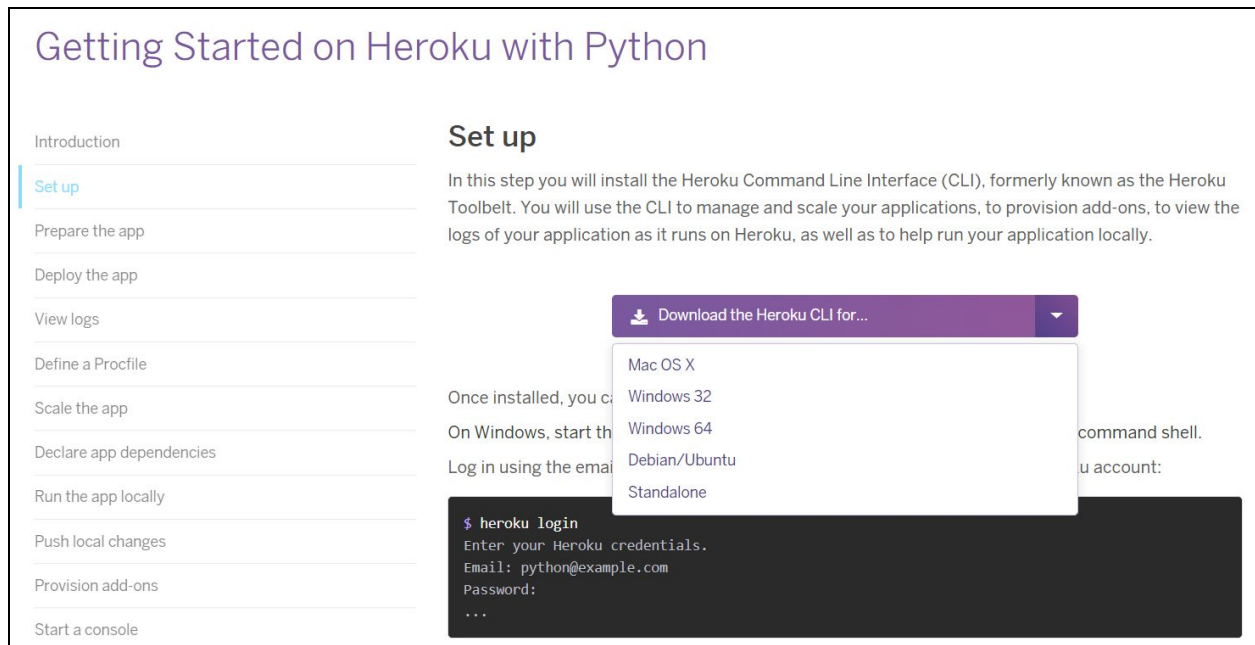 Getting Started on Heroku with Python
Introduction
Set up
Prepare the app
Deploy the app
View logs
Define a Procfile
Scale the app
Declare app dependencies
Run the app locally
Push local changes
Provision add-ons
Start a console
Set up
In this step you will install the Heroku Command Line Interface (CLI), formerly known as the Heroku
Toolbelt. You will use the CLI to manage and scale your applications, to provision add-ons, to view the
logs of your application as it runs on Heroku, as well as to help run your application locally.
Download the Heroku CLI for...
Mac OS X
Windows 32
Windows 64
Debian/Ubuntu
Standalone
Once installed, you
On Windows, start command shell.
Log in using the account:
$ heroku login
Enter your Heroku credentials.
Email: python@example.com
Password:
...